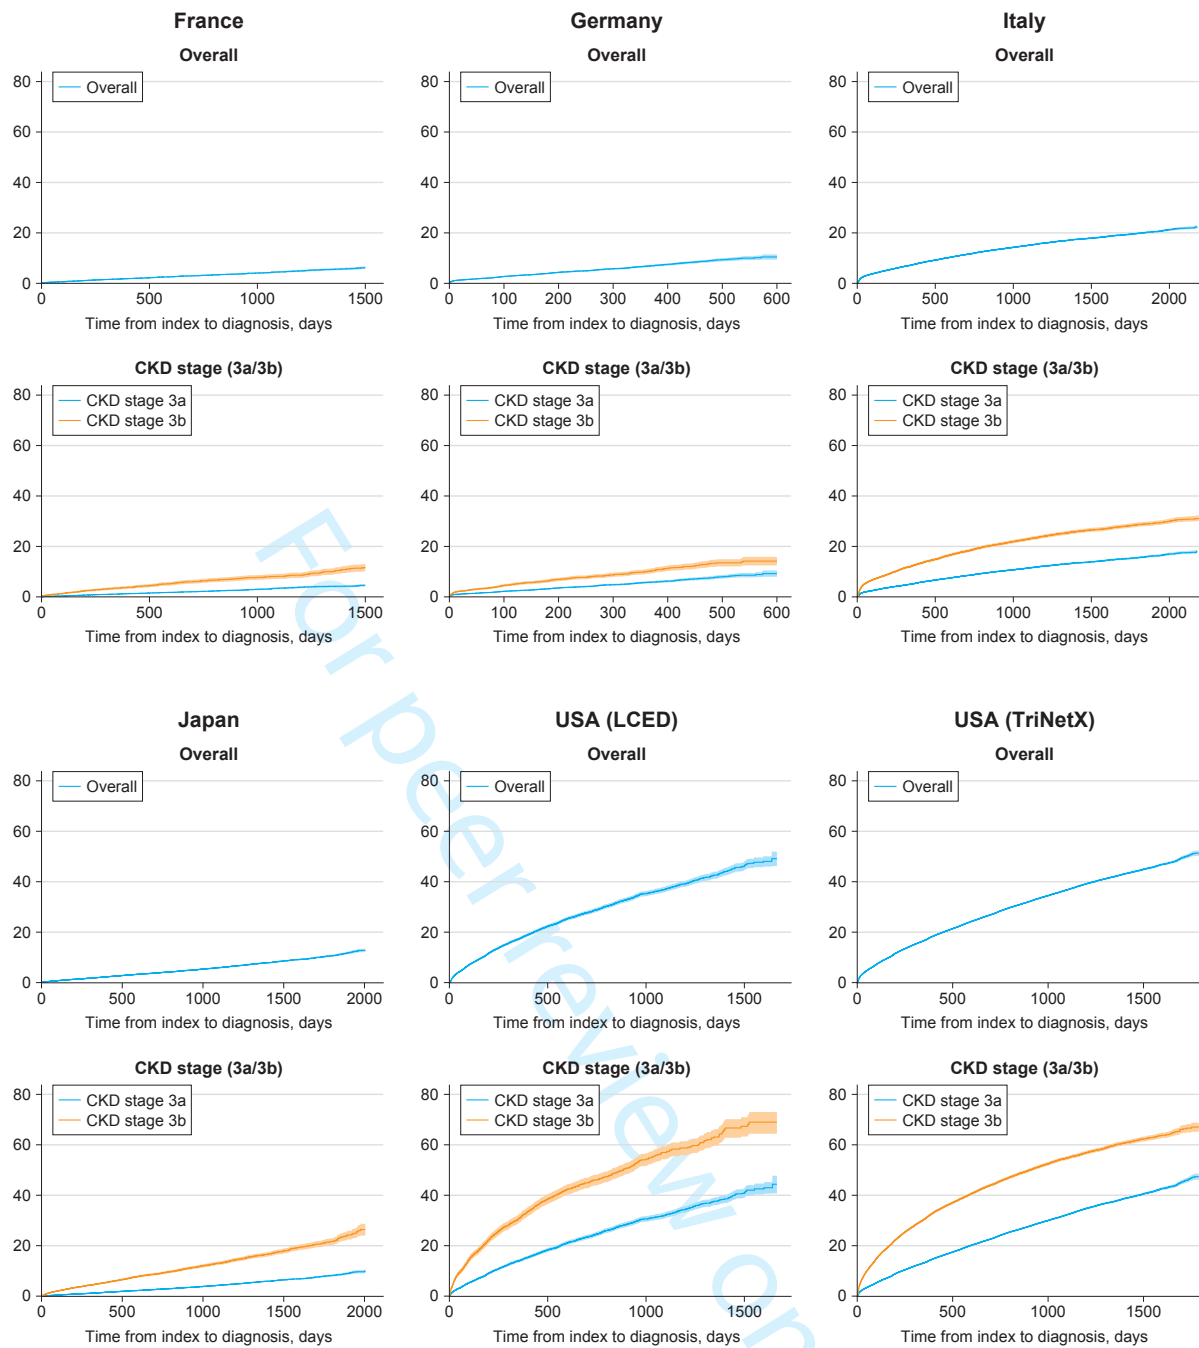 France
Germany
Italy
Overall
Overall
Overall
80
60
40
20
0
Overall
0
500
1000
1500
Time from index to diagnosis, days
80
60
40
20
0
Overall
0
100
200
300
400
500
600
Time from index to diagnosis, days
80
60
40
20
0
Overall
0
500
1000
1500
2000
Time from index to diagnosis, days
CKD stage (3a/3b)
80
60
40
20
0
CKD stage 3a
CKD stage 3b
0
500
1000
1500
Time from index to diagnosis, days
CKD stage (3a/3b)
80
60
40
20
0
CKD stage 3a
CKD stage 3b
0
100
200
300
400
500
600
Time from index to diagnosis, days
CKD stage (3a/3b)
80
60
40
20
0
CKD stage 3a
CKD stage 3b
0
500
1000
1500
2000
Time from index to diagnosis, days
Japan
USA (LCED)
USA (TriNetX)
Overall
Overall
Overall
80
60
40
20
0
Overall
0
500
1000
1500
2000
Time from index to diagnosis, days
80
60
40
20
0
Overall
0
500
1000
1500
Time from index to diagnosis, days
80
60
40
20
0
Overall
0
500
1000
1500
Time from index to diagnosis, days
CKD stage (3a/3b)
80
60
40
20
0
CKD stage 3a
CKD stage 3b
0
500
1000
1500
2000
Time from index to diagnosis, days
CKD stage (3a/3b)
80
60
40
20
0
CKD stage 3a
CKD stage 3b
0
500
1000
1500
Time from index to diagnosis, days
CKD stage (3a/3b)
80
60
40
20
0
CKD stage 3a
CKD stage 3b
0
500
1000
1500
Time from index to diagnosis, days
For peer review on